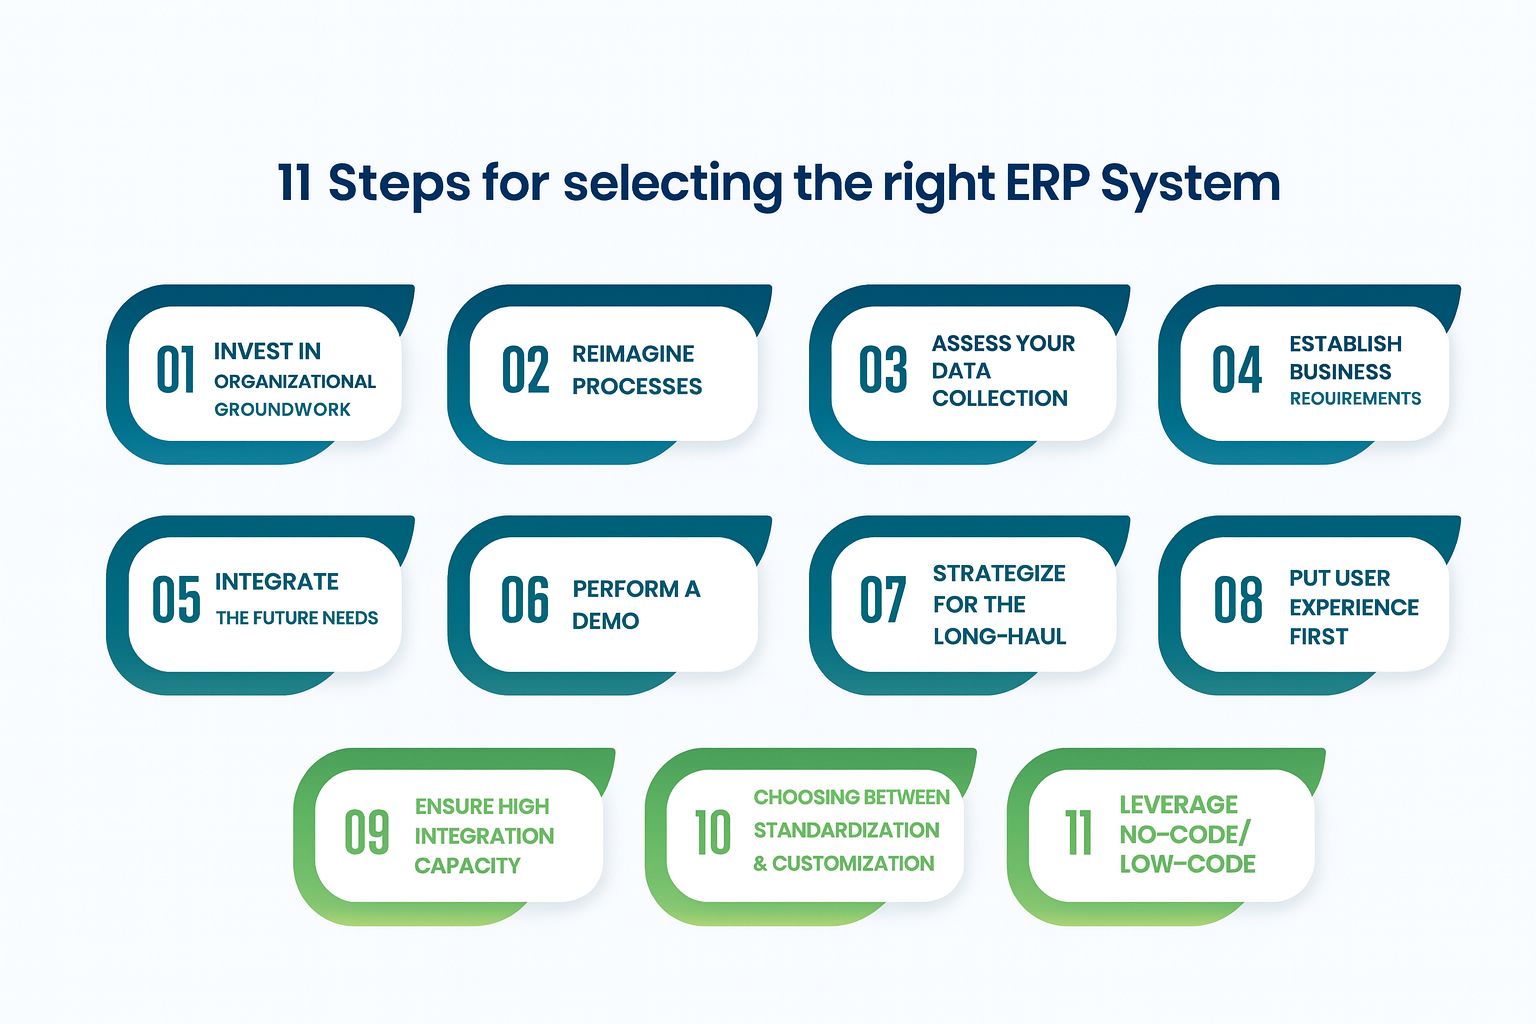 11 Steps for selecting the right ERP System
01
INVEST IN
ORGANIZATIONAL
GROUNDWORK
02
REIMAGINE
PROCESSES
03
ASSESS YOUR
DATA
COLLECTION
04
ESTABLISH
BUSINESS
REOUIREMENTS
05
INTEGRATE
THE FUTURE NEEDS
06
PERFORM A
DEMO
07
STRATEGIZE
FOR THE
LONG-HAUL
08
PUT USER
EXPERIENCE
FIRST
09
ENSURE HIGH
INTEGRATION
CAPACITY
10
CHOOSING BETWEEN
STANDARDIZATION
& CUSTOMIZATION
11
LEVERAGE
NO-CODE/
LOW-CODE